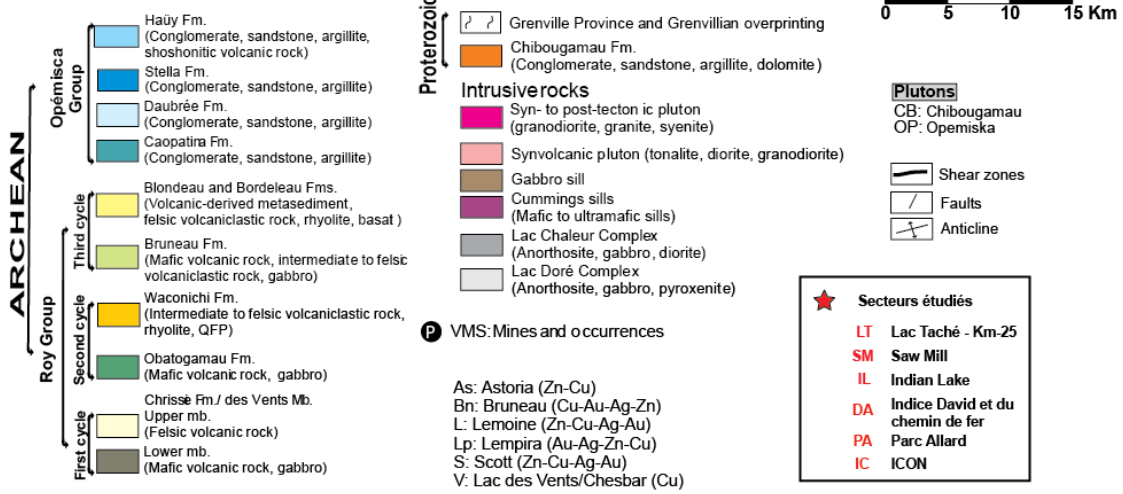 ARCHEAN
Opémisca
Group
Haüy Fm.
(Conglomerate, sandstone, argillite,
shoshonitic volcanic rock)
Stella Fm.
(Conglomerate, sandstone, argillite)
Daubrée Fm.
(Conglomerate, sandstone, argillite)
Caopatina Fm.
(Conglomerate, sandstone, argillite)
Roy Group
Third cycle
Blondeau and Bordeleau Fms.
(Volcanic-derived metasediment,
felsic volcaniclastic rock, rhyolite, basat )
Bruneau Fm.
(Mafic volcanic rock, intermediate to felsic
volcaniclastic rock, gabbro)
Second cycle
Waconichi Fm.
(Intermediate to felsic volcaniclastic rock,
rhyolite, QFP)
Obatogamau Fm.
(Mafic volcanic rock, gabbro)
First cycle
Chrissie Fm./ des Vents Mb.
Upper mb.
(Felsic volcanic rock)
Lower mb.
(Mafic volcanic rock, gabbro)
Proterozoic
Grenville Province and Grenvillian overprinting
Chibougamau Fm.
(Conglomerate, sandstone, argillite, dolomite)
Intrusive rocks
Syn- to post-tecton ic pluton
(granodiorite, granite, syenite)
Synvolcanic pluton (tonalite, diorite, granodiorite)
Gabbro sill
Cummings sills
(Mafic to ultramafic sills)
Lac Chaleur Complex
(Anorthosite, gabbro, diorite)
Lac Doré Complex
(Anorthosite, gabbro, pyroxenite)
P VMS: Mines and occurrences
As: Astoria (Zn-Cu)
Bn: Bruneau (Cu-Au-Ag-Zn)
L: Lemoine (Zn-Cu-Ag-Au)
Lp: Lempira (Au-Ag-Zn-Cu)
S: Scott (Zn-Cu-Ag-Au)
V: Lac des Vents/Chesbar (Cu)
0 5 10 15 Km
Plutons
CB: Chibougamau
OP: Opemiska
Shear zones
Faults
Anticline
Secteurs étudiés
LT Lac Taché - Km-25
SM Saw Mill
IL Indian Lake
DA Indice David et du
chemin de fer
PA Parc Allard
IC ICON